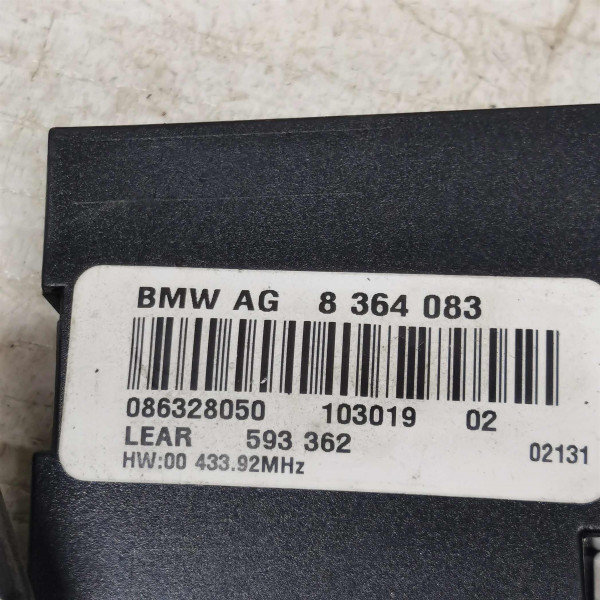 BMW AG 8 364 083
086328050 103019 02
LEAR 593 362
02131
HW:00 433.92MHz